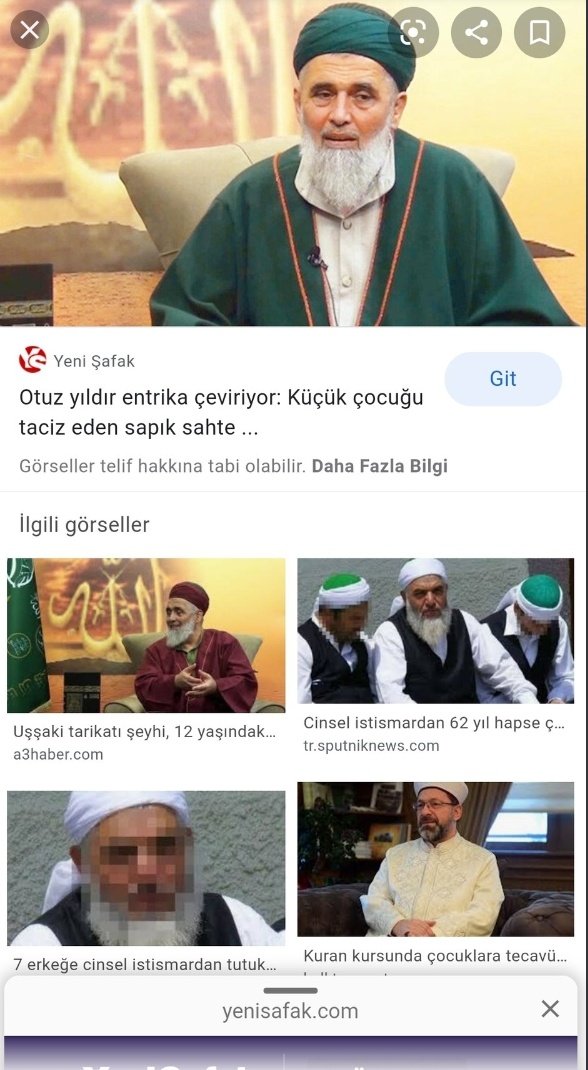 Yeni Şafak
Git
Otuz yıldır entrika çeviriyor: Küçük çocuğu
taciz eden sapık sahte ...
Görseller telif hakkına tabi olabilir. Daha Fazla Bilgi
İlgili görseller
Uşşaki tarikatı şeyhi, 12 yaşındak...
a3haber.com
Cinsel istismardan 62 yıl hapse ç...
tr.sputniknews.com
7 erkeğe cinsel istismardan tutuk...
Kuran kursunda çocuklara tecavü...
yenisafak.com